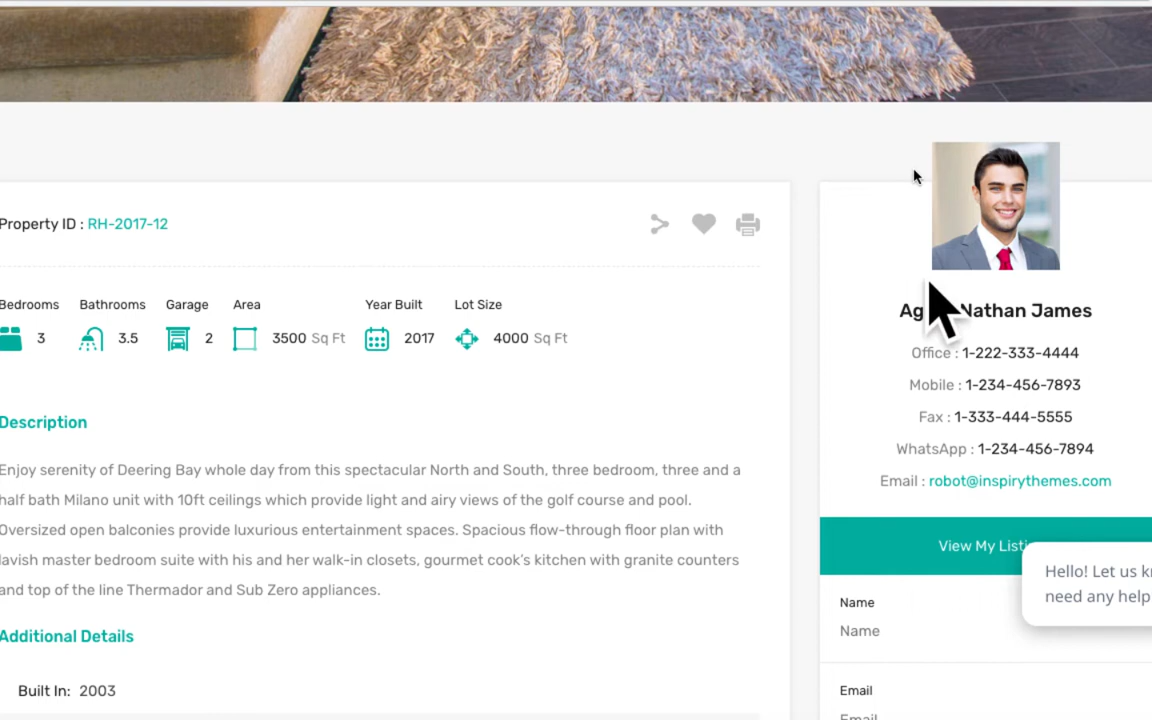 Property ID : RH-2017-12
Bedrooms Bathrooms Garage Area Year Built Lot Size
3 3.5 2 3500 Sq Ft 2017 4000 Sq Ft
Description
Enjoy serenity of Deering Bay whole day from this spectacular North and South, three bedroom, three and a
half bath Milano unit with 10ft ceilings which provide light and airy views of the golf course and pool.
Oversized open balconies provide luxurious entertainment spaces. Spacious flow-through floor plan with
lavish master bedroom suite with his and her walk-in closets, gourmet cook's kitchen with granite counters
and top of the line Thermador and Sub Zero appliances.
Additional Details
Built In: 2003
Nathan James
Office : 1-222-333-4444
Mobile : 1-234-456-7893
Fax : 1-333-444-5555
WhatsApp : 1-234-456-7894
Email : robot@inspirythemes.com
View My
Hello! Let us
need any help
Name
Name
Email
Email